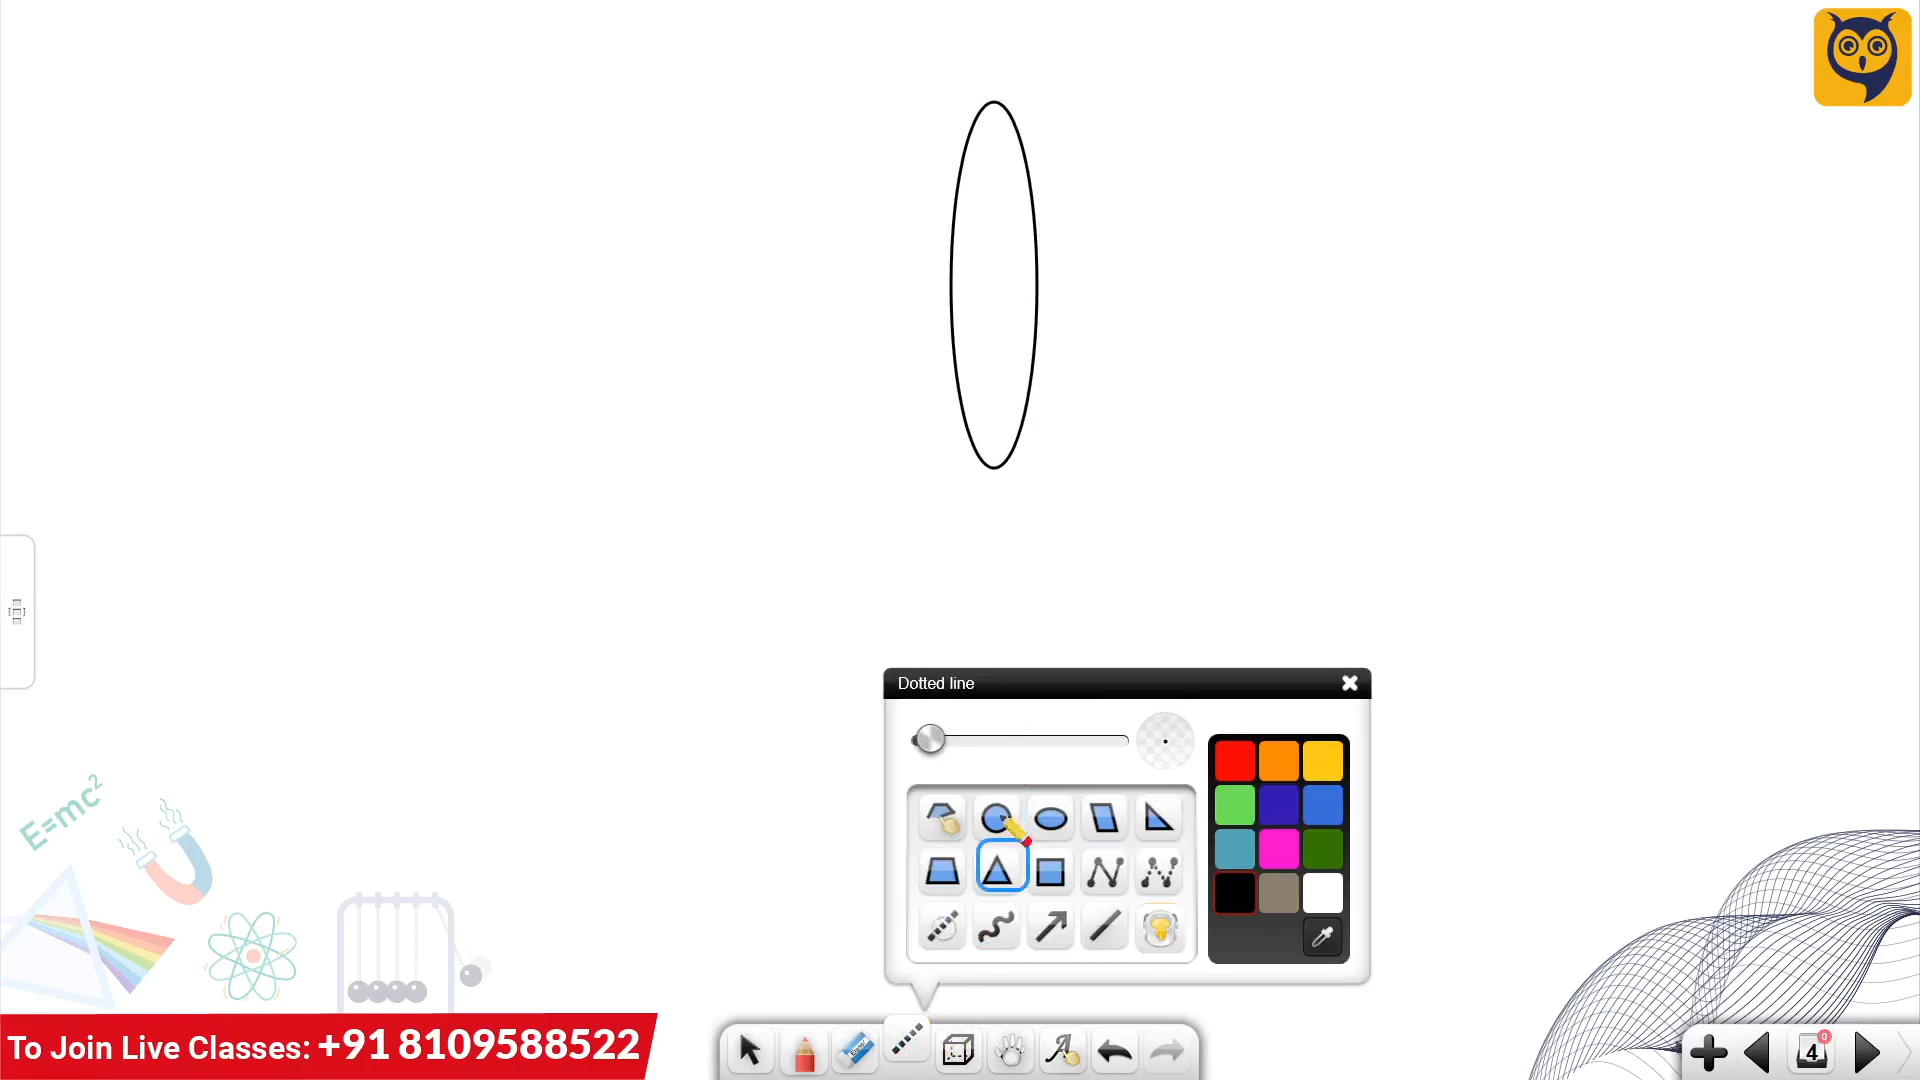 Dotted line
E=mc²
To Join Live Classes: +91 8109588522
0
4